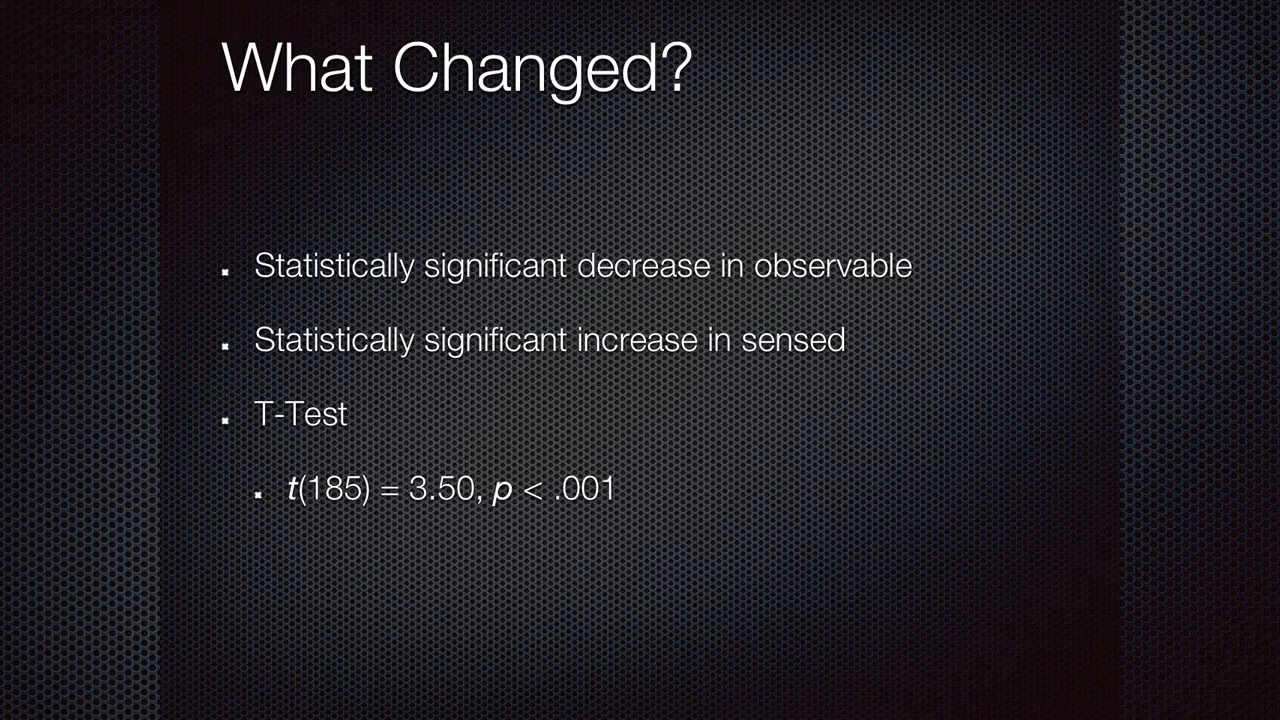 What Changed?
Statistically significant decrease in observable
Statistically significant increase in sensed
T-Test
t(185) = 3.50, p < .001